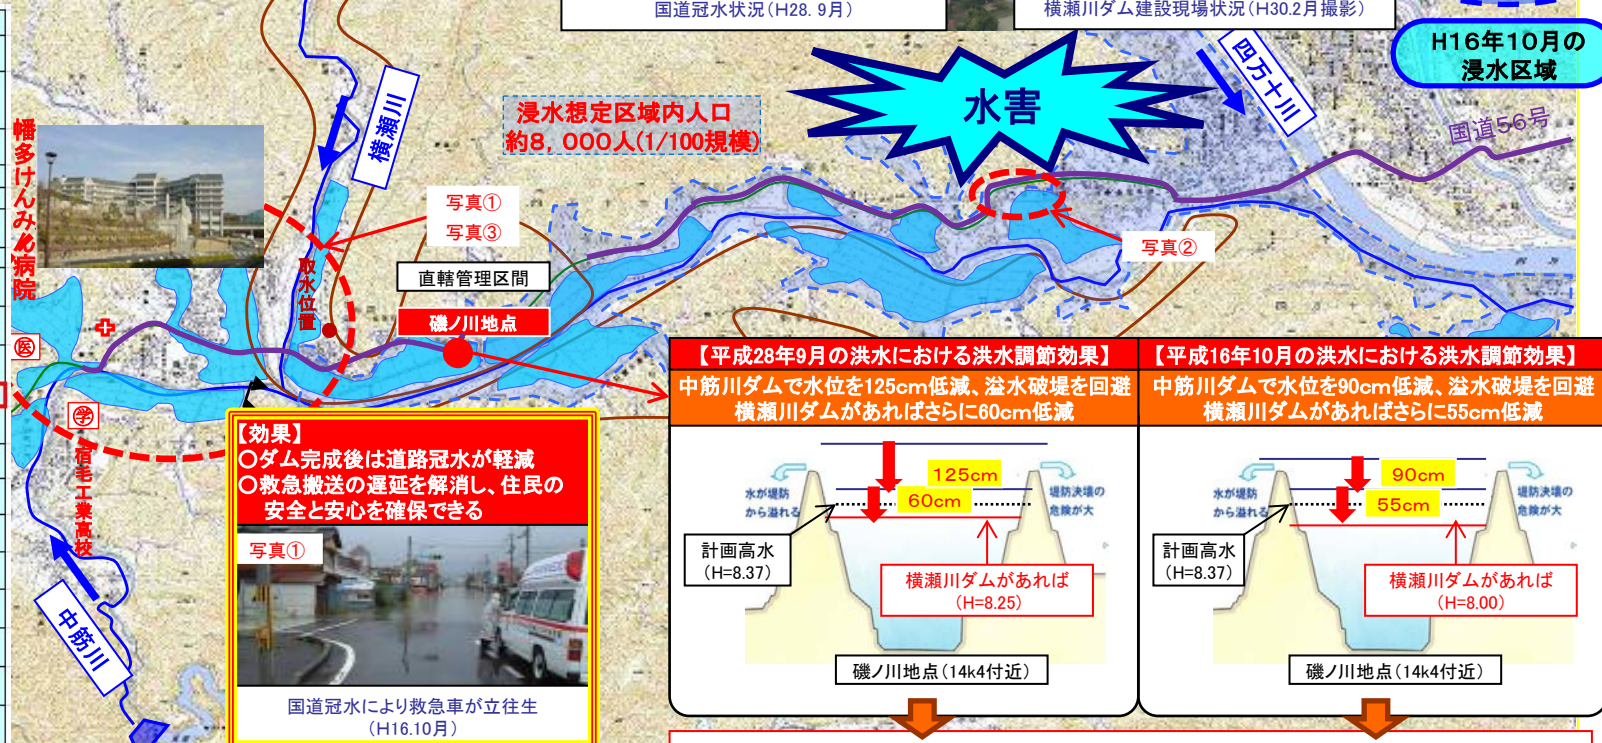 国道冠水状況(H28.9月)
横瀬川ダム建設現場状況(H30.2月撮影)
H16年10月の
浸水区域
四万十川
水害
国道56号
浸水想定区域内人口
約8,000人(1/100規模)
横瀬川
幡多けんみん病院
写真①
写真③
写真②
取水位置
直轄管理区間
磯ノ川地点
医
学
宿毛工業高校
中筋川
【効果】
○ダム完成後は道路冠水が軽減
○救急搬送の遅延を解消し、住民の
安全と安心を確保できる
写真①
国道冠水により救急車が立往生
(H16.10月)
【平成28年9月の洪水における洪水調節効果】
中筋川ダムで水位を125cm低減、溢水破堤を回避
横瀬川ダムがあればさらに60cm低減
125cm
60cm
水が堤防
から溢れる
堤防決壊の
危険が大
計画高水
(H=8.37)
横瀬川ダムがあれば
(H=8.25)
磯ノ川地点(14k4付近)
【平成16年10月の洪水における洪水調節効果】
中筋川ダムで水位を90cm低減、溢水破堤を回避
横瀬川ダムがあればさらに55cm低減
90cm
55cm
水が堤防
から溢れる
堤防決壊の
危険が大
計画高水
(H=8.37)
横瀬川ダムがあれば
(H=8.00)
磯ノ川地点(14k4付近)